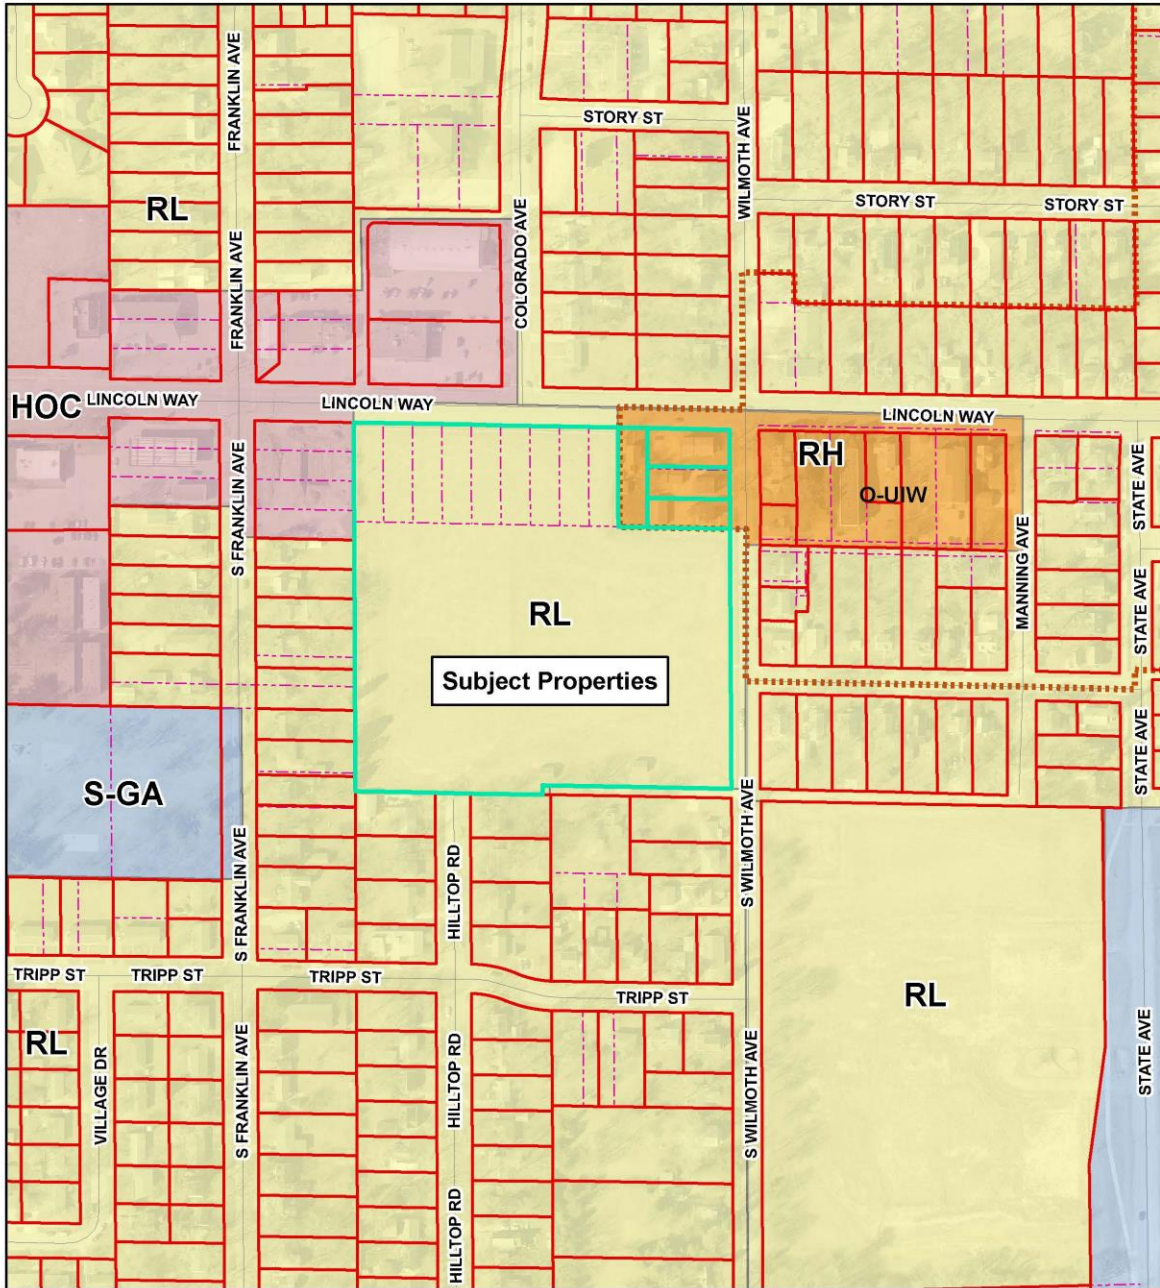 FRANKLIN AVE
STORY ST
WILMOTH AVE
RL
STORY ST
STORY ST
FRANKLIN AVE
COLORADO AVE
HOC
LINCOLN WAY
LINCOLN WAY
LINCOLN WAY
RH
O-UIW
S FRANKLIN AVE
STATE AVE
MANNING AVE
RL
STATE AVE
Subject Properties
STATE AVE
S-GA
S WILMOTH AVE
S FRANKLIN AVE
HILLTOP RD
TRIPP ST
TRIPP ST
TRIPP ST
TRIPP ST
RL
RL
VILLAGE DR
S FRANKLIN AVE
HILLTOP RD
S WILMOTH AVE
STATE AVE
HILLTOP RD